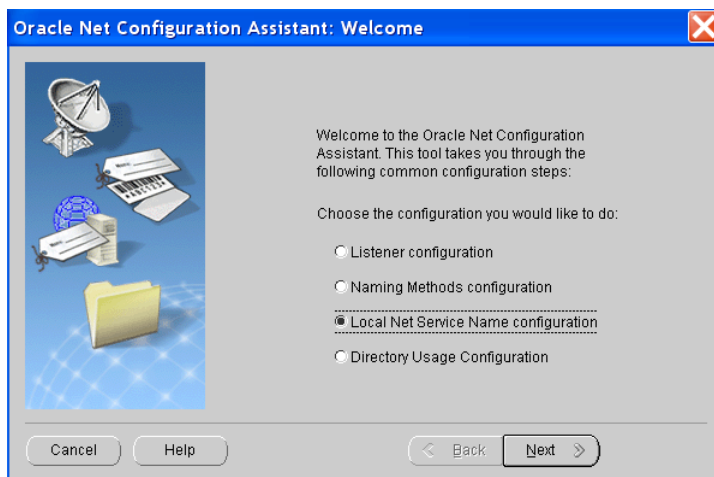 Oracle Net Configuration Assistant: Welcome
Welcome to the Oracle Net Configuration
Assistant. This tool takes you through the
following common configuration steps:
Choose the configuration you would like to do:
Listener configuration
Naming Methods configuration
Local Net Service Name configuration
Directory Usage Configuration
Cancel
Help
Back
Next